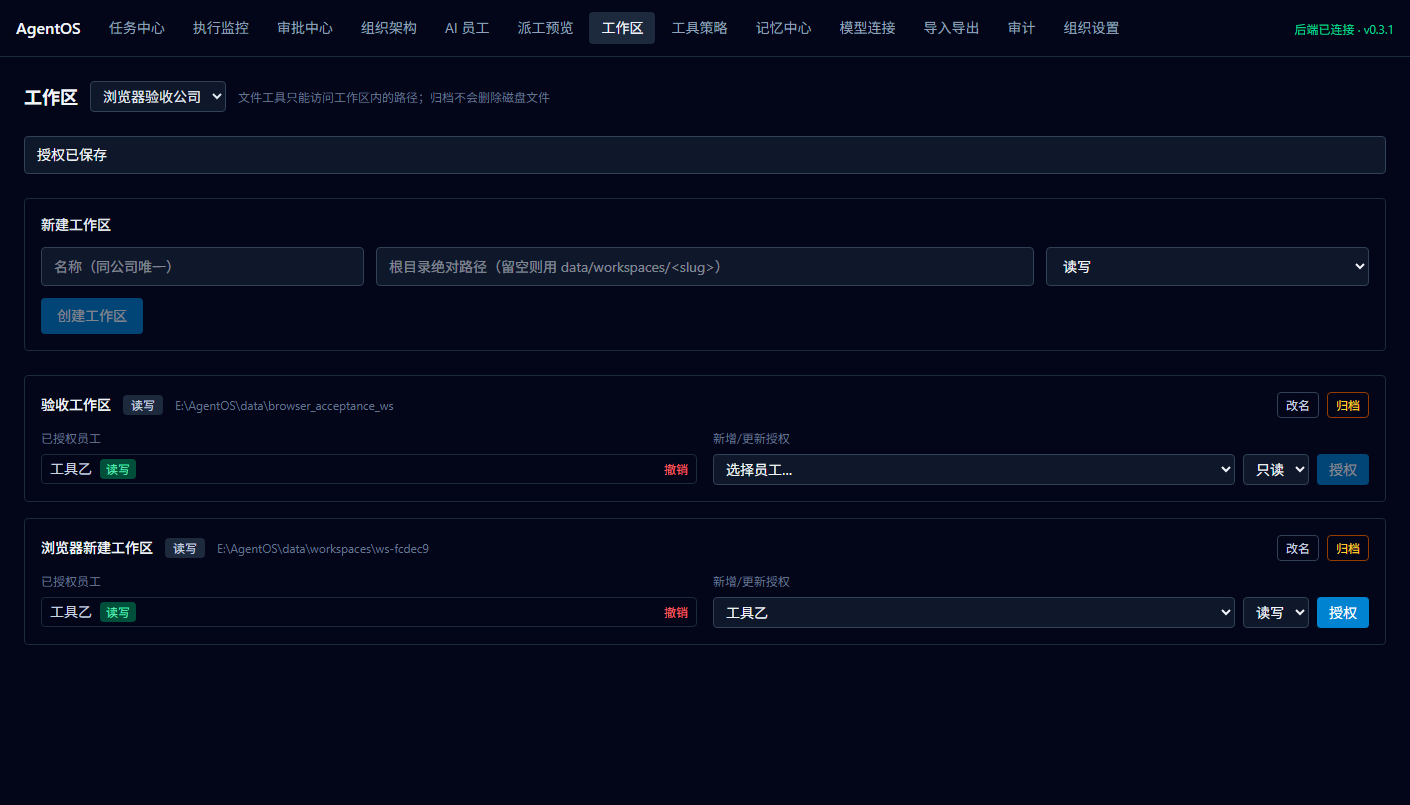 AgentOS 任务中心 执行监控 审批中心 组织架构 AI 员工 派工预览 工作区 工具策略 记忆中心 模型连接 导入导出 审计 组织设置 后端已连接 · v0.3.1
工作区 浏览器验收公司 文件工具只能访问工作区内的路径；归档不会删除磁盘文件
授权已保存
新建工作区
名称（同公司唯一） 根目录绝对路径（留空则用 data/workspaces/<slug>） 读写
创建工作区
验收工作区 读写 E:\AgentOS\data\browser_acceptance_ws 改名 归档
已授权员工 新增/更新授权
工具乙 读写 撤销 选择员工... 只读 授权
浏览器新建工作区 读写 E:\AgentOS\data\workspaces\ws-fcdec9 改名 归档
已授权员工 新增/更新授权
工具乙 读写 撤销 工具乙 读写 授权